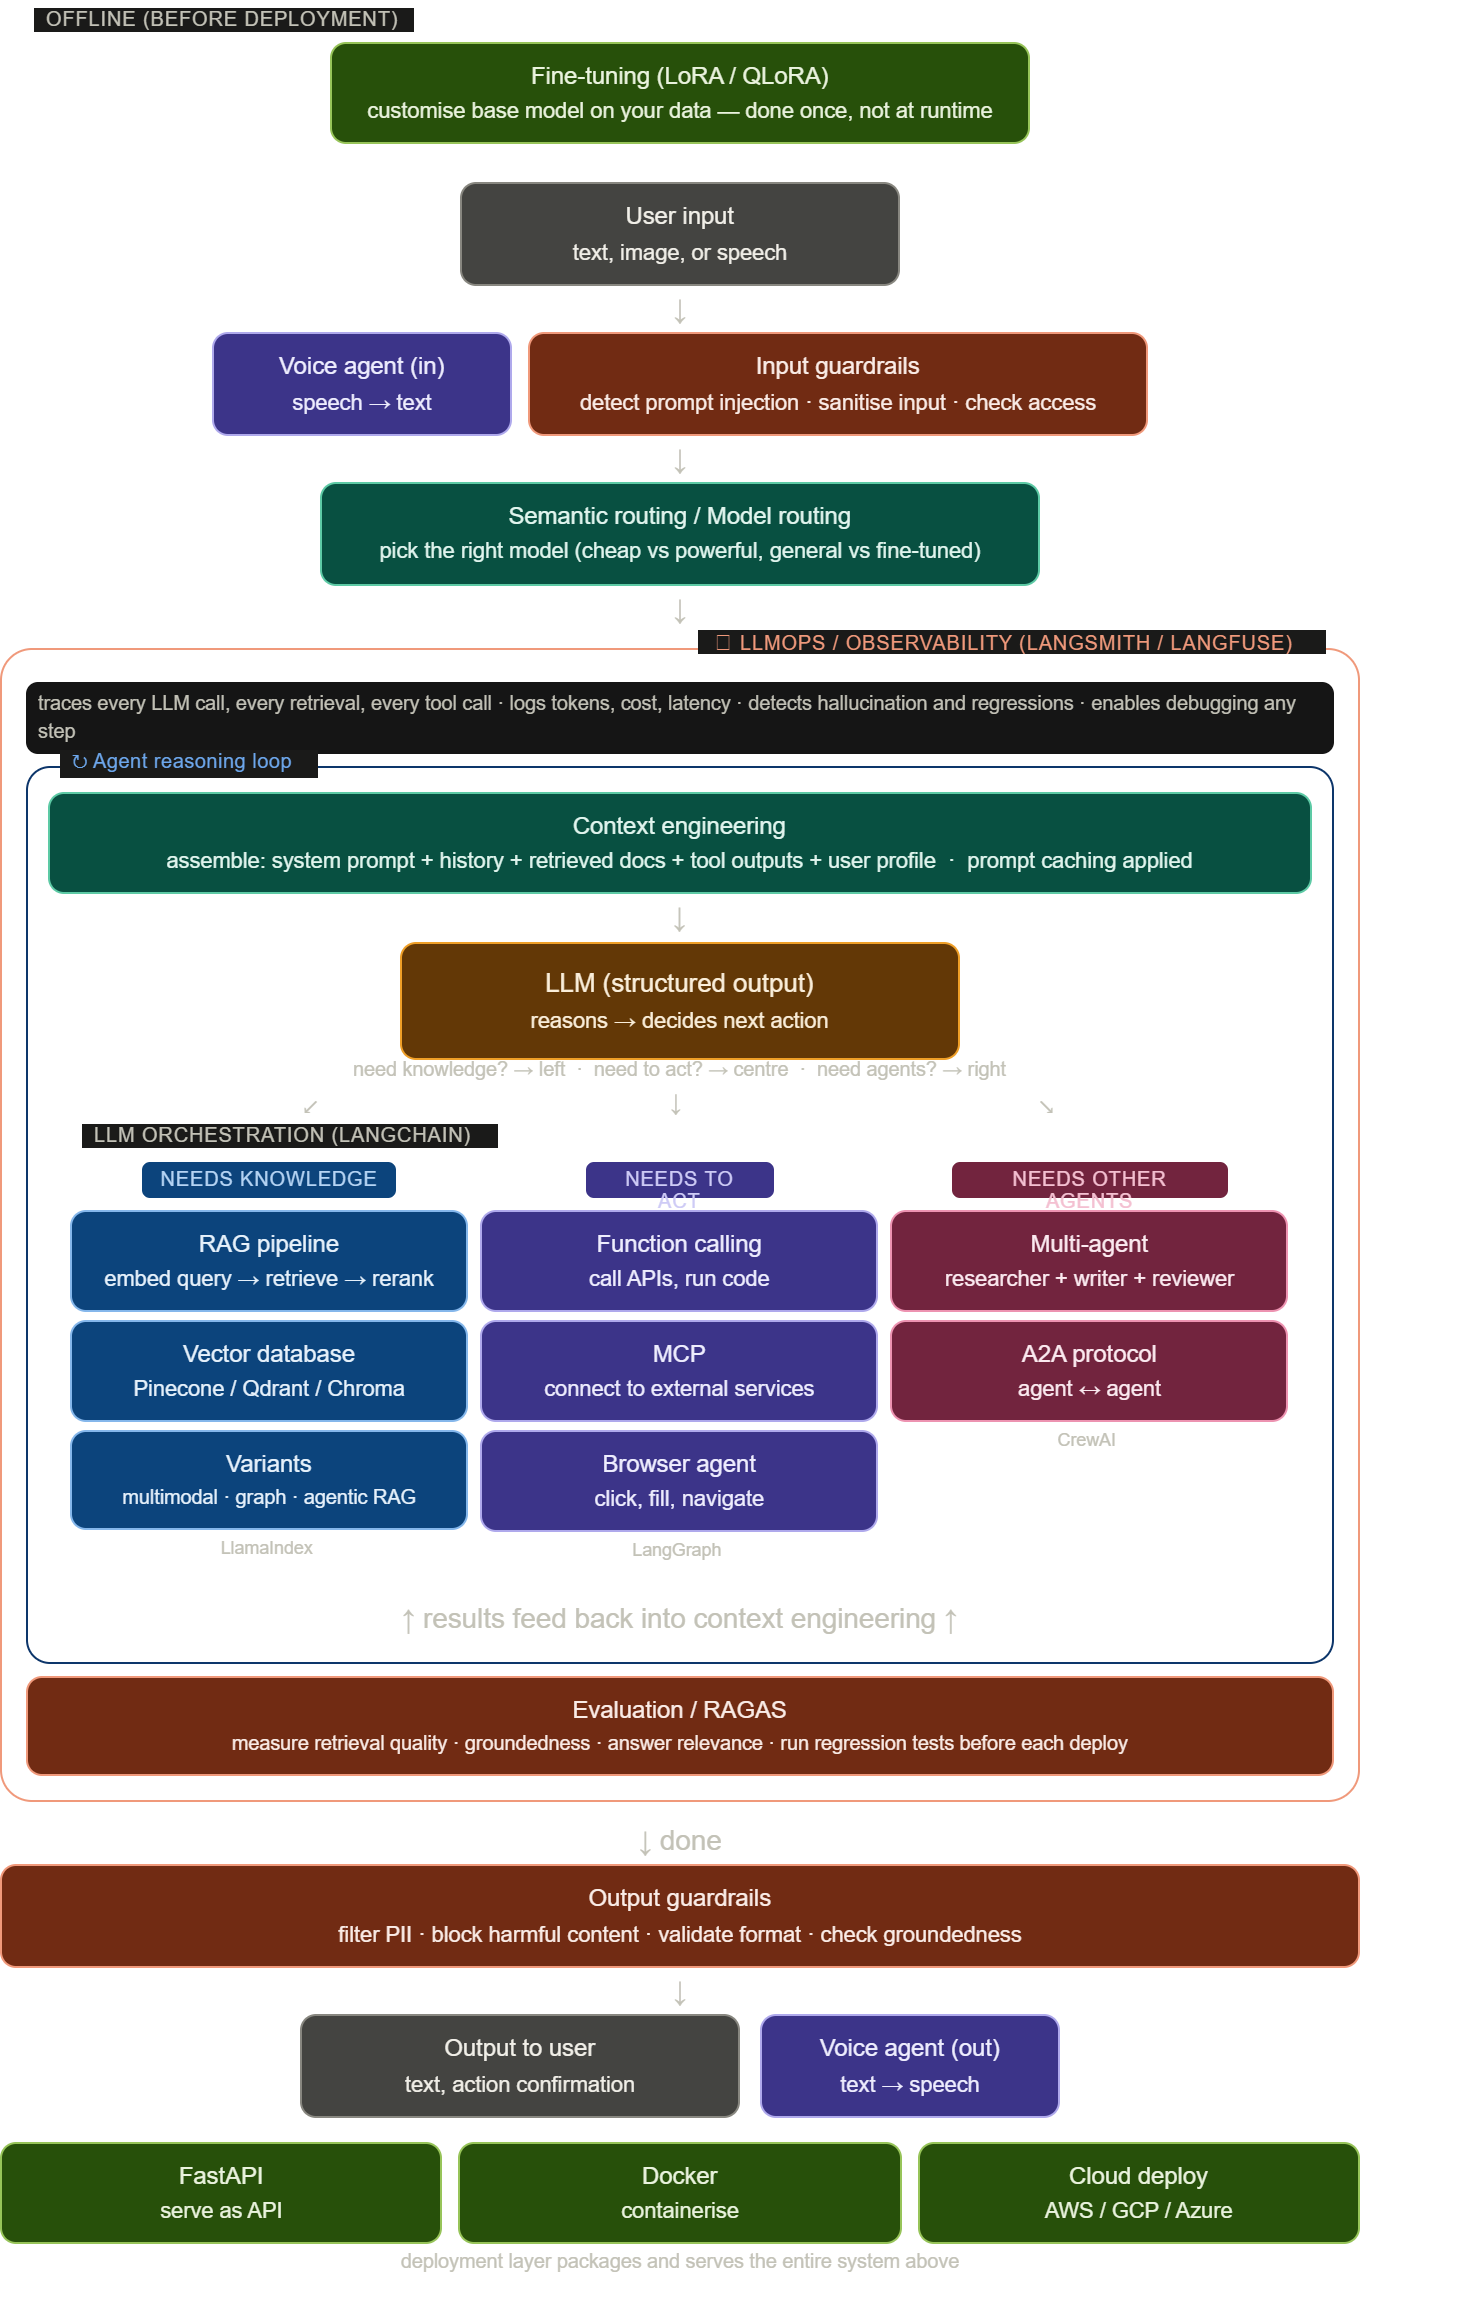 OFFLINE (BEFORE DEPLOYMENT)
Fine-tuning (LoRA / QLoRA)
customise base model on your data — done once, not at runtime
User input
text, image, or speech
↓
Voice agent (in)
speech → text
Input guardrails
detect prompt injection · sanitise input · check access
↓
Semantic routing / Model routing
pick the right model (cheap vs powerful, general vs fine-tuned)
↓
LLMOPS / OBSERVABILITY (LANGSMITH / LANGFUSE)
traces every LLM call, every retrieval, every tool call · logs tokens, cost, latency · detects hallucination and regressions · enables debugging any
step
↻ Agent reasoning loop
Context engineering
assemble: system prompt + history + retrieved docs + tool outputs + user profile · prompt caching applied
↓
LLM (structured output)
reasons → decides next action
need knowledge? → left · need to act? → centre · need agents? → right
↙ ↓ ↘
LLM ORCHESTRATION (LANGCHAIN)
NEEDS KNOWLEDGE
RAG pipeline
embed query → retrieve → rerank
Vector database
Pinecone / Qdrant / Chroma
Variants
multimodal · graph · agentic RAG
LlamaIndex
NEEDS TO
ACT
Function calling
call APIs, run code
MCP
connect to external services
Browser agent
click, fill, navigate
LangGraph
NEEDS OTHER
AGENTS
Multi-agent
researcher + writer + reviewer
A2A protocol
agent ↔ agent
CrewAI
↑ results feed back into context engineering ↑
Evaluation / RAGAS
measure retrieval quality · groundedness · answer relevance · run regression tests before each deploy
↓ done
Output guardrails
filter PII · block harmful content · validate format · check groundedness
↓
Output to user
text, action confirmation
Voice agent (out)
text → speech
FastAPI
serve as API
Docker
containerise
Cloud deploy
AWS / GCP / Azure
deployment layer packages and serves the entire system above